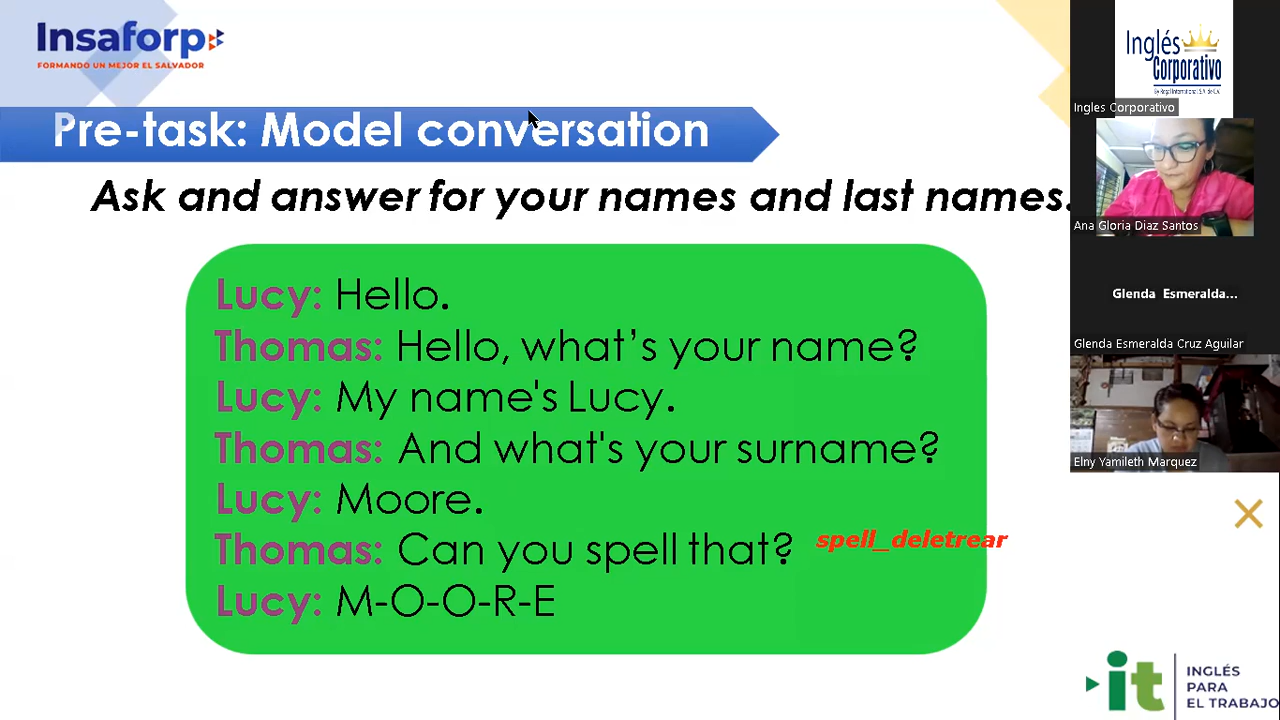 Insaforp
FORMANDO UN MEJOR EL SALVADOR
Pre-task: Model conversation
Ask and answer for your names and last names.
Lucy: Hello.
Thomas: Hello, what’s your name?
Lucy: My name's Lucy.
Thomas: And what's your surname?
Lucy: Moore.
Thomas: Can you spell that? spell_deletrear
Lucy: M-O-O-R-E
Inglés
Corporativo
Ingles Corporativo
Ana Gloria Diaz Santos
Glenda Esmeralda...
Glenda Esmeralda Cruz Aguilar
Elny Yamileth Marquez
it
INGLÉS
PARA
EL TRABAJO